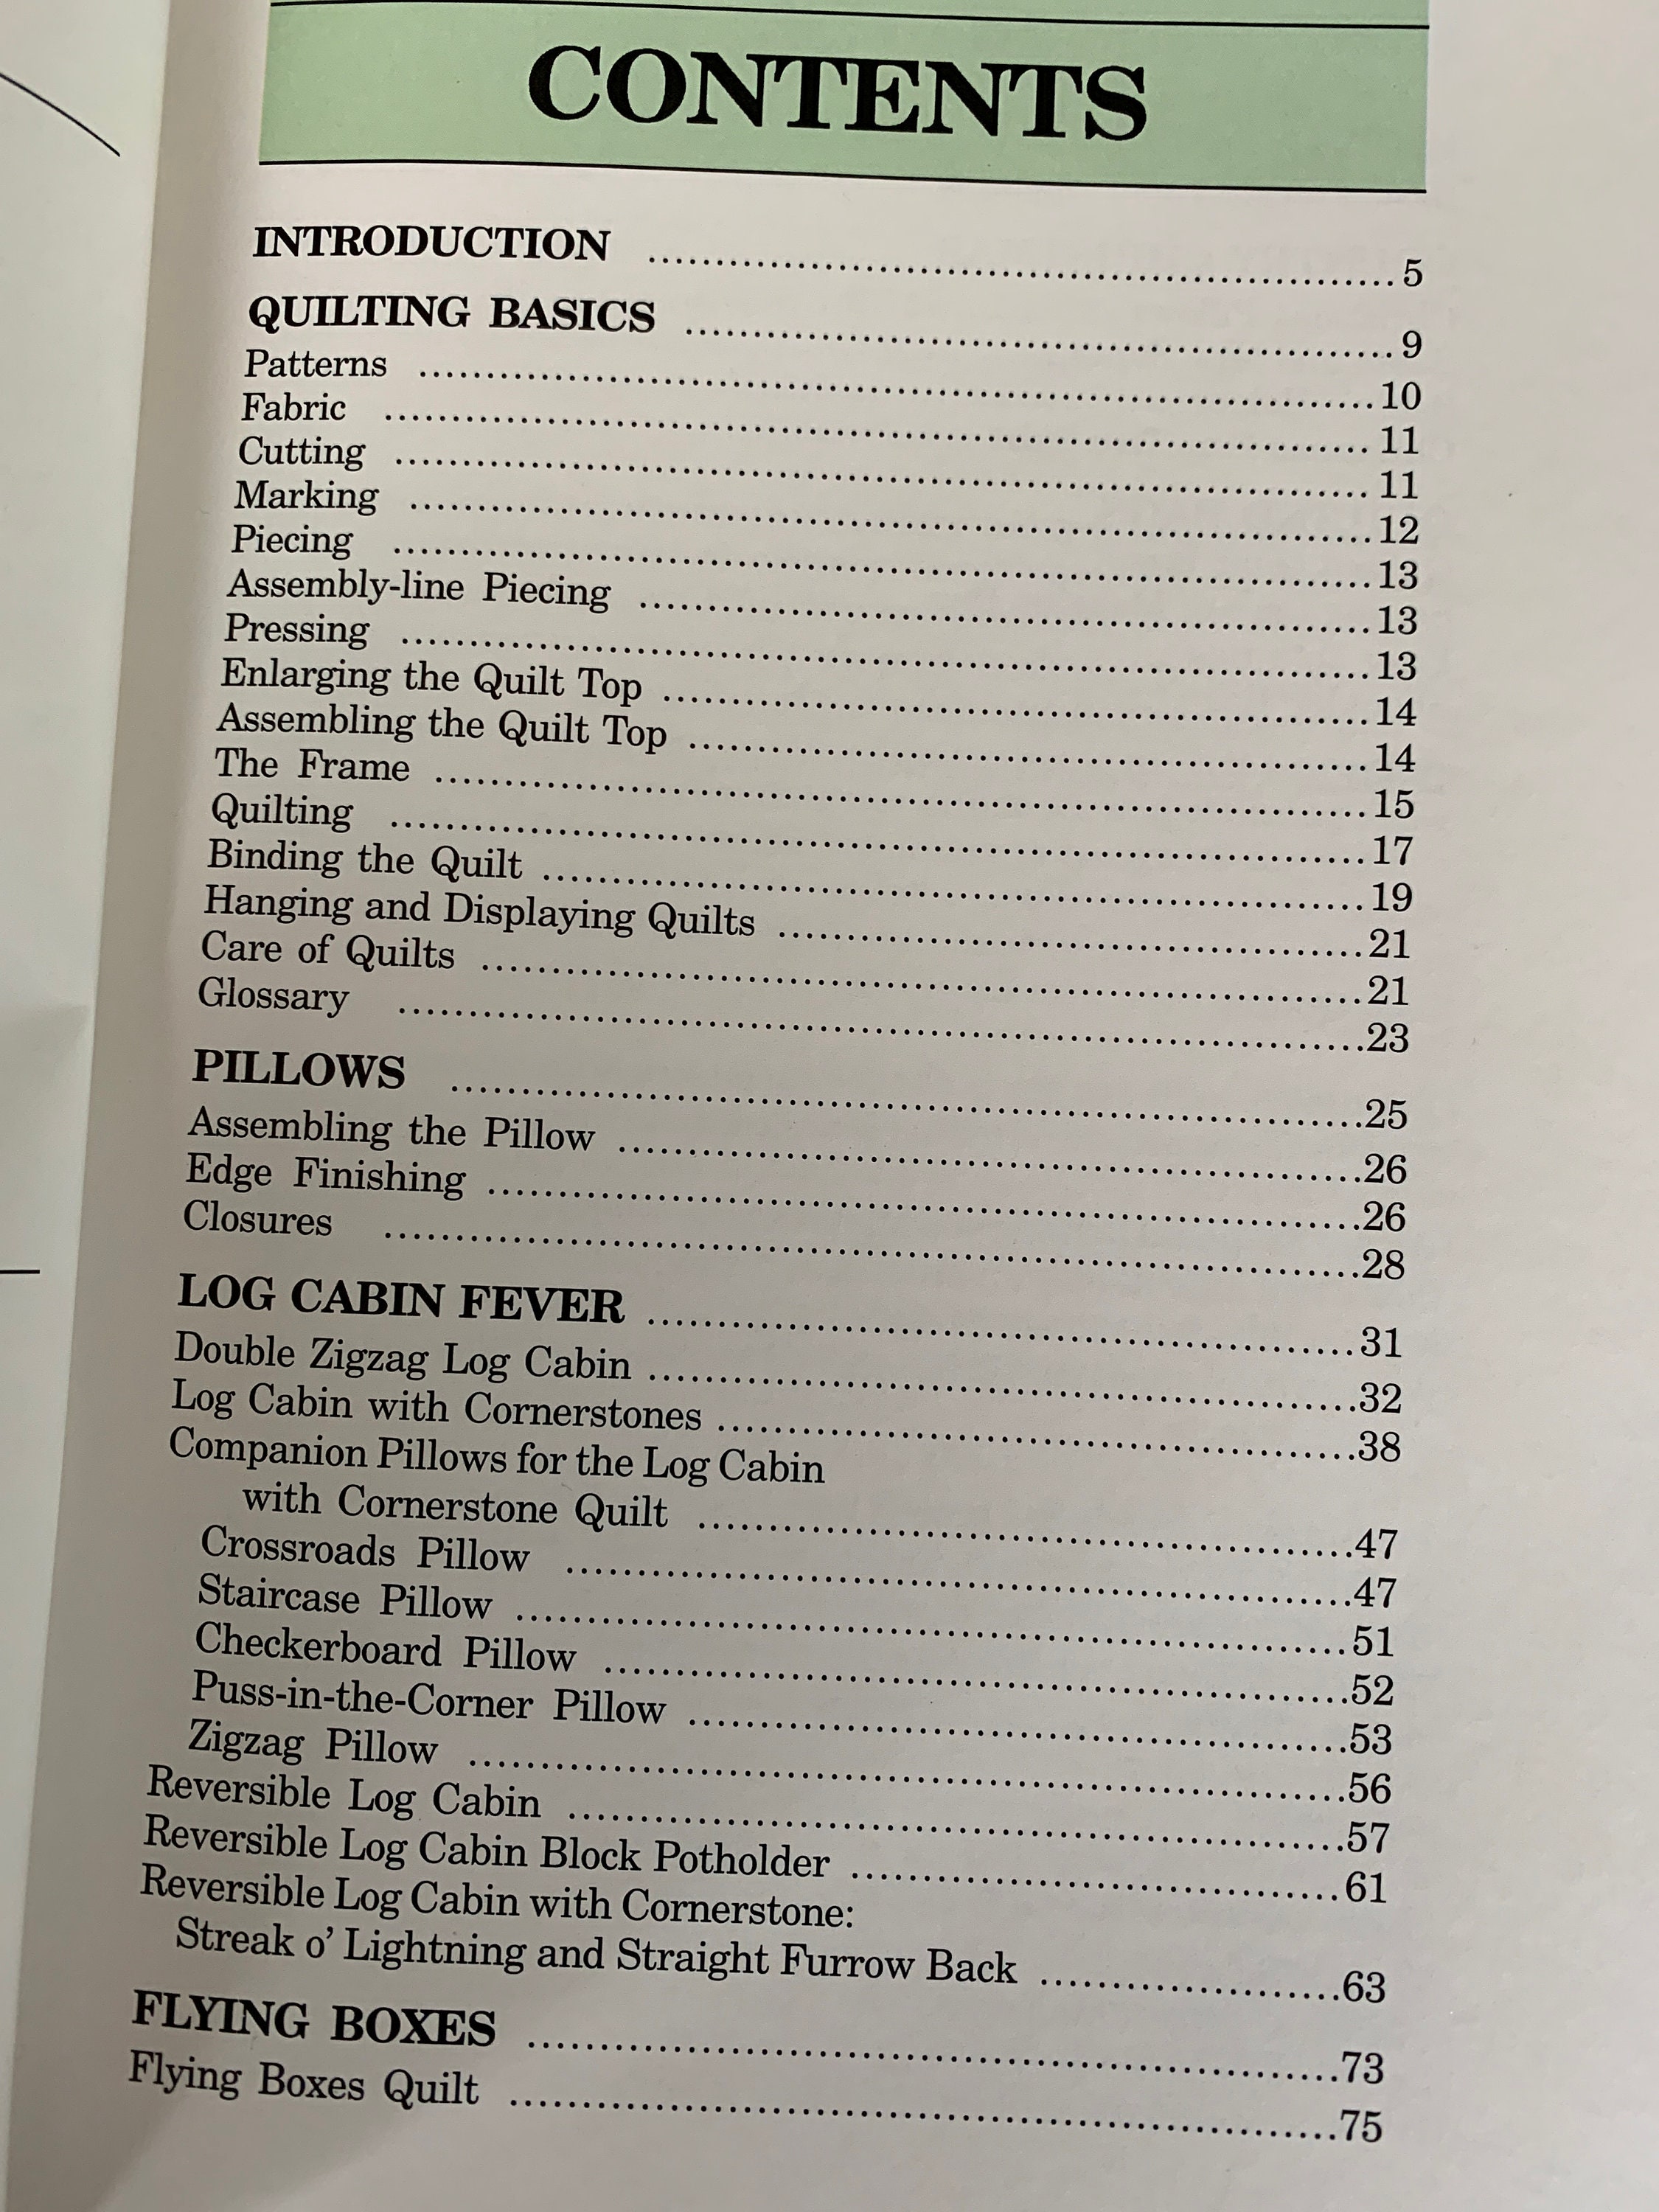 CONTENTS
INTRODUCTION ........ 5
QUILTING BASICS ........ 9
Patterns ........ 10
Fabric ........ 11
Cutting ........ 11
Marking ........ 12
Piecing ........ 13
Assembly-line Piecing ........ 13
Pressing ........ 13
Enlarging the Quilt Top ........ 14
Assembling the Quilt Top ........ 14
The Frame ........ 15
Quilting ........ 17
Binding the Quilt ........ 19
Hanging and Displaying Quilts ........ 21
Care of Quilts ........ 21
Glossary ........ 23
PILLOWS ........ 25
Assembling the Pillow ........ 26
Edge Finishing ........ 26
Closures ........ 28
LOG CABIN FEVER ........ 31
Double Zigzag Log Cabin ........ 32
Log Cabin with Cornerstones ........ 38
Companion Pillows for the Log Cabin
with Cornerstone Quilt ........ 47
Crossroads Pillow ........ 47
Staircase Pillow ........ 51
Checkerboard Pillow ........ 52
Puss-in-the-Corner Pillow ........ 53
Zigzag Pillow ........ 56
Reversible Log Cabin ........ 57
Reversible Log Cabin Block Potholder ........ 61
Reversible Log Cabin with Cornerstone:
Streak o' Lightning and Straight Furrow Back ........ 63
FLYING BOXES ........ 73
Flying Boxes Quilt ........ 75